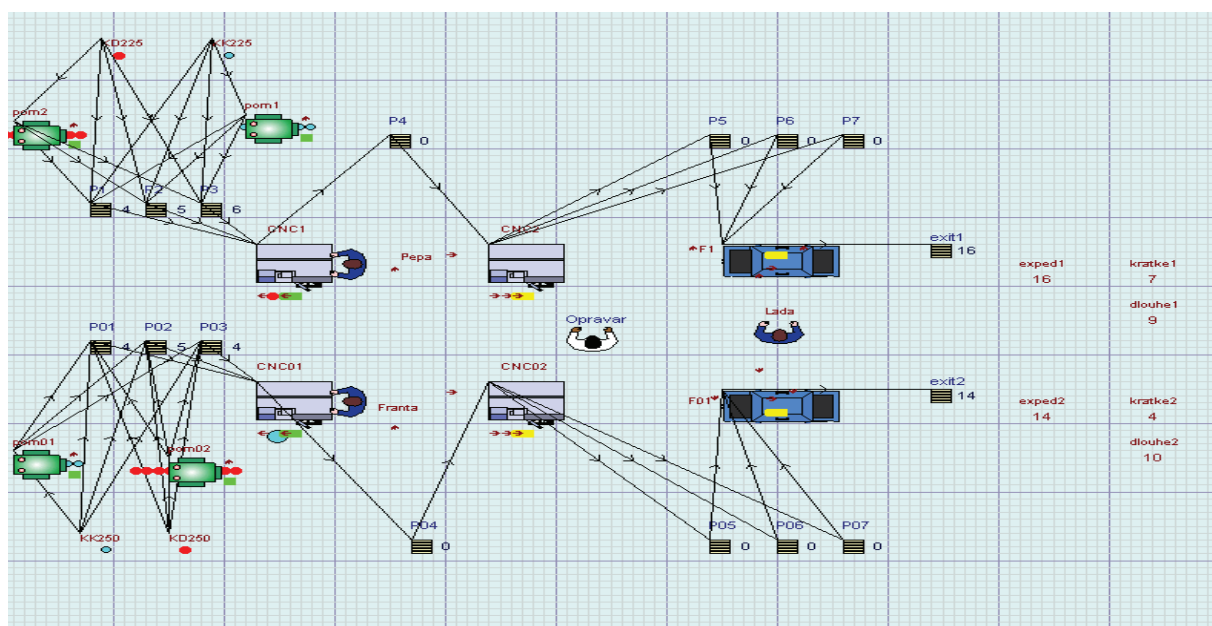 KD225
KK225
pom2
pom1
P4
0
P5
0
P6
0
P7
0
P1
4
P2
5
P3
6
CNC1
Pepa
CNC2
F1
exit1
16
exped1
16
kratke1
7
dlouhe1
9
P01
4
P02
5
P03
4
Opravar
Lada
CNC01
Franta
CNC02
F01
exit2
14
exped2
14
kratke2
4
dlouhe2
10
pom01
pom02
KK250
KD250
P04
0
P05
0
P06
0
P07
0